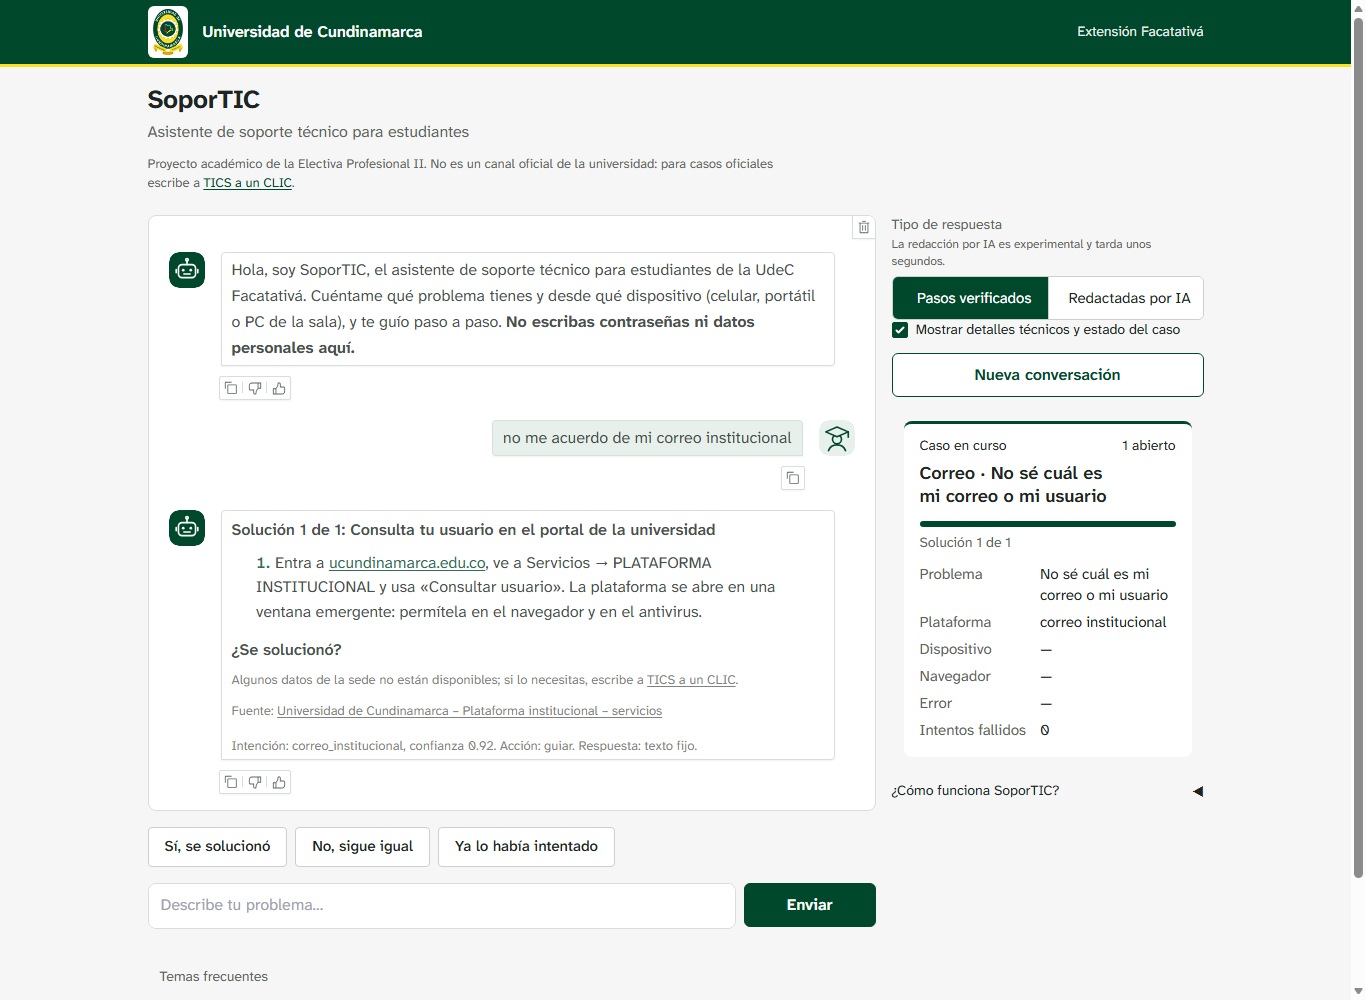 Universidad de Cundinamarca
Extensión Facatativá
SoporTIC
Asistente de soporte técnico para estudiantes
Proyecto académico de la Electiva Profesional II. No es un canal oficial de la universidad: para casos oficiales
escribe a TICS a un CLIC.
Hola, soy SoporTIC, el asistente de soporte técnico para estudiantes de la UdeC
Facatativá. Cuéntame qué problema tienes y desde qué dispositivo (celular, portátil
o PC de la sala), y te guío paso a paso. No escribas contraseñas ni datos
personales aquí.
no me acuerdo de mi correo institucional
Solución 1 de 1: Consulta tu usuario en el portal de la universidad
1. Entra a ucundinamarca.edu.co, ve a Servicios → PLATAFORMA
INSTITUCIONAL y usa «Consultar usuario». La plataforma se abre en una
ventana emergente: permítela en el navegador y en el antivirus.
¿Se solucionó?
Algunos datos de la sede no están disponibles; si lo necesitas, escribe a TICS a un CLIC.
Fuente: Universidad de Cundinamarca – Plataforma institucional – servicios
Intención: correo_institucional, confianza 0.92. Acción: guiar. Respuesta: texto fijo.
Sí, se solucionó
No, sigue igual
Ya lo había intentado
Describe tu problema...
Enviar
Temas frecuentes
Tipo de respuesta
La redacción por IA es experimental y tarda unos
segundos.
Pasos verificados
Redactadas por IA
Mostrar detalles técnicos y estado del caso
Nueva conversación
Caso en curso
1 abierto
Correo · No sé cuál es
mi correo o mi usuario
Solución 1 de 1
Problema
No sé cuál es mi
correo o mi usuario
Plataforma
correo institucional
Dispositivo
—
Navegador
—
Error
—
Intentos fallidos
0
¿Cómo funciona SoporTIC?